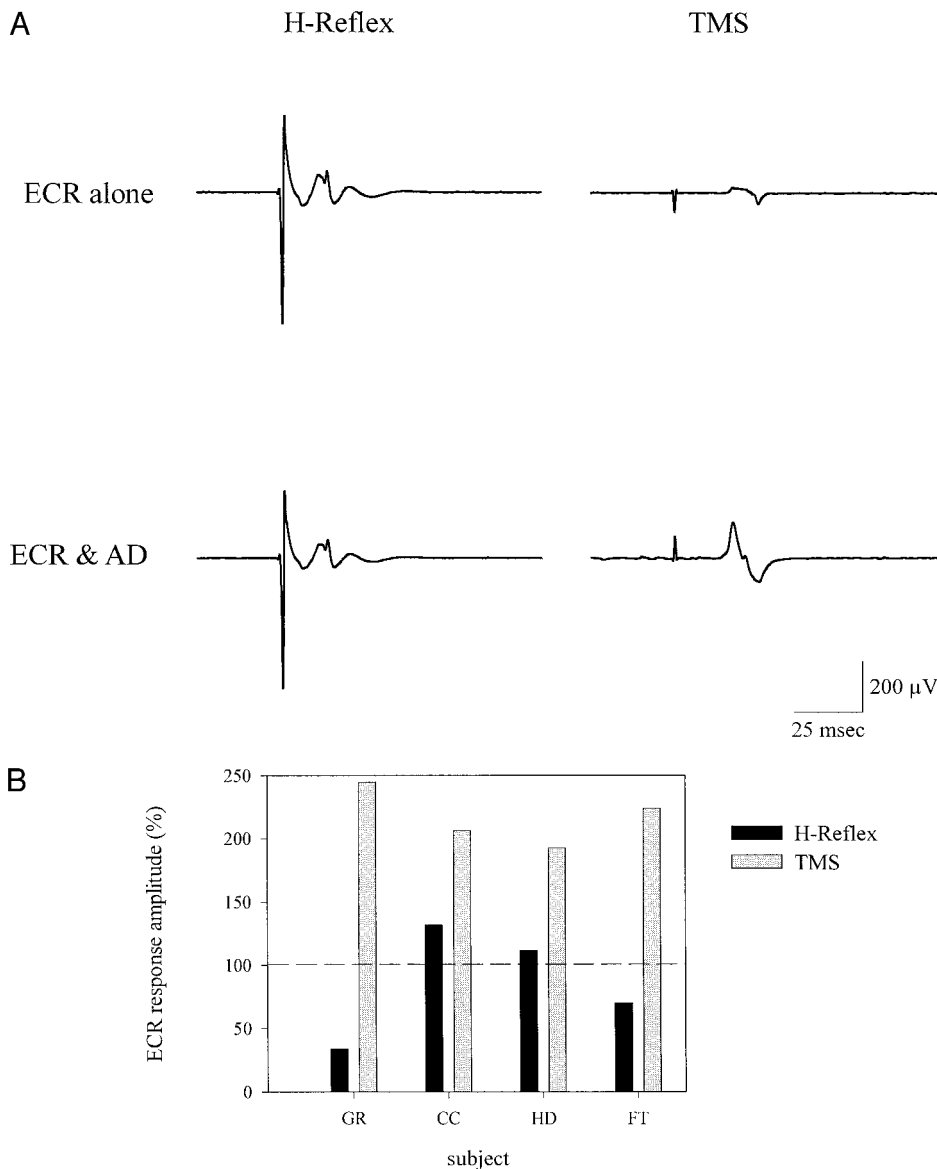 A
H-Reflex
TMS
ECR alone
ECR & AD
200 µV
25 msec
B
ECR response amplitude (%)
250
200
150
100
50
0
GR
CC
HD
FT
subject
H-Reflex
TMS